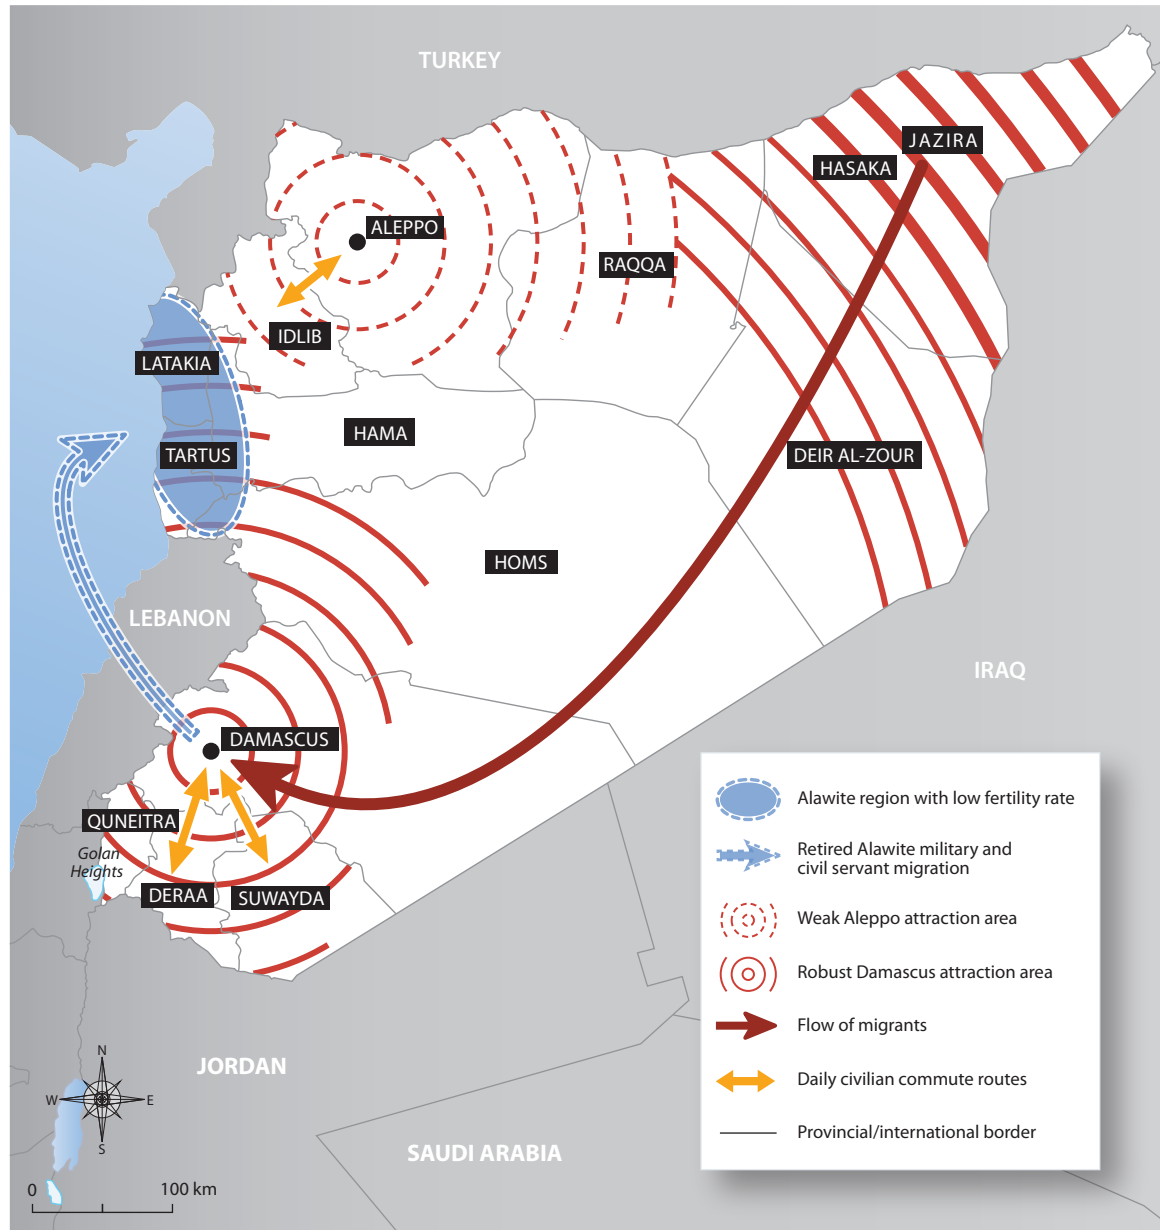 TURKEY
JAZIRA
HASAKA
ALEPPO
RAQQA
IDLIB
LATAKIA
HAMA
TARTUS
DEIR AL-ZOUR
HOMS
LEBANON
IRAQ
DAMASCUS
QUNEITRA
Golan
Heights
DERAA
SUWAYDA
JORDAN
SAUDI ARABIA
N
W
E
S
0
100 km
Alawite region with low fertility rate
Retired Alawite military and
civil servant migration
Weak Aleppo attraction area
Robust Damascus attraction area
Flow of migrants
Daily civilian commute routes
Provincial/international border